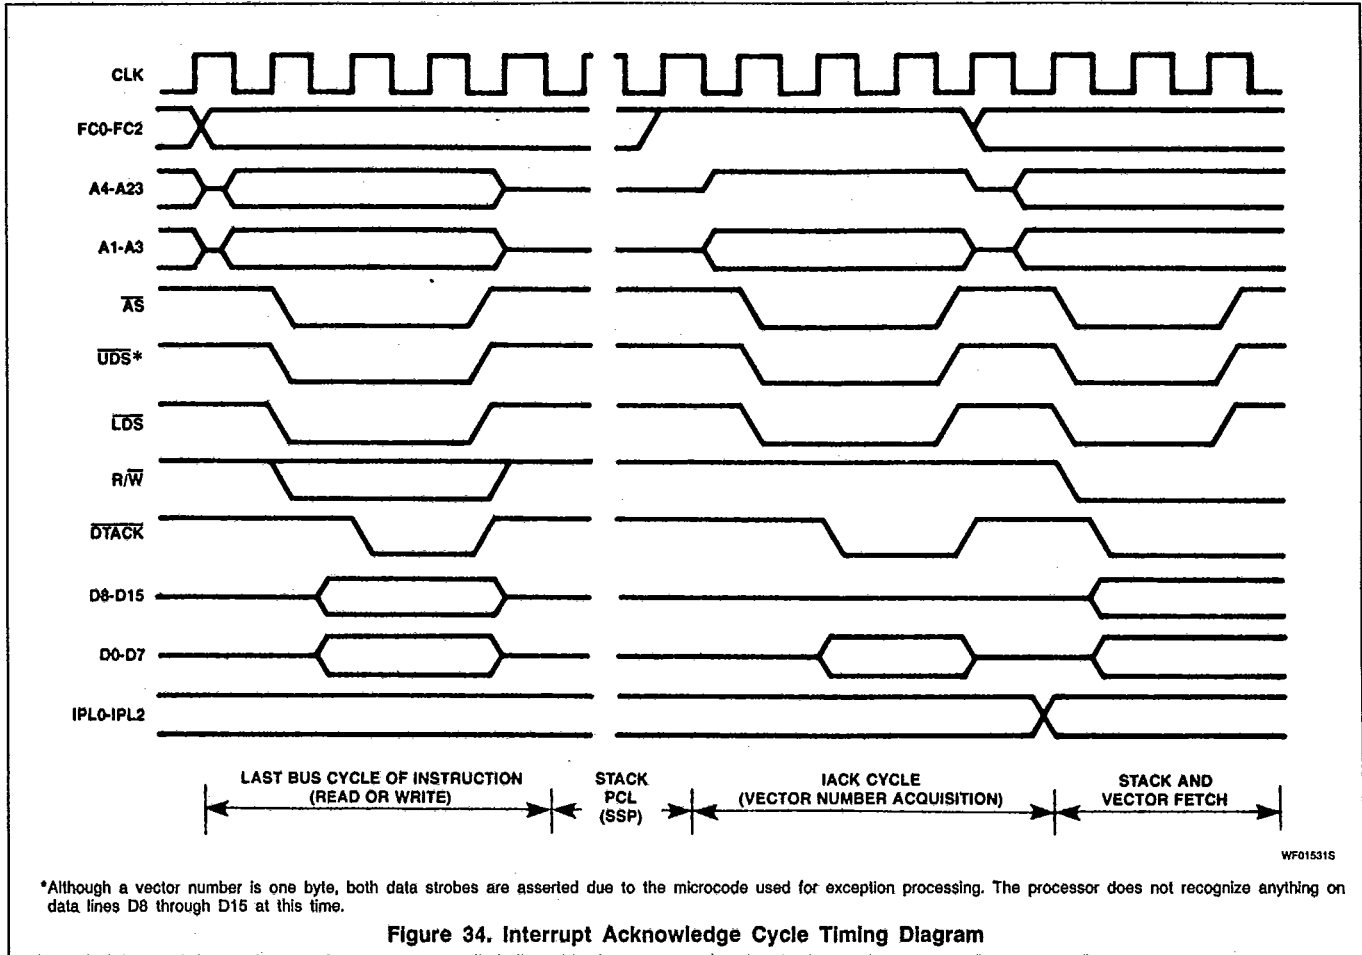 CLK
FC0-FC2
A4-A23
A1-A3
AS
UDS*
LDS
R/W
DTACK
D8-D15
D0-D7
IPL0-IPL2
LAST BUS CYCLE OF INSTRUCTION
(READ OR WRITE)
STACK
PCL
(SSP)
IACK CYCLE
(VECTOR NUMBER ACQUISITION)
STACK AND
VECTOR FETCH
WF01531S
*Although a vector number is one byte, both data strobes are asserted due to the microcode used for exception processing. The processor does not recognize anything on
data lines D8 through D15 at this time.
Figure 34. Interrupt Acknowledge Cycle Timing Diagram